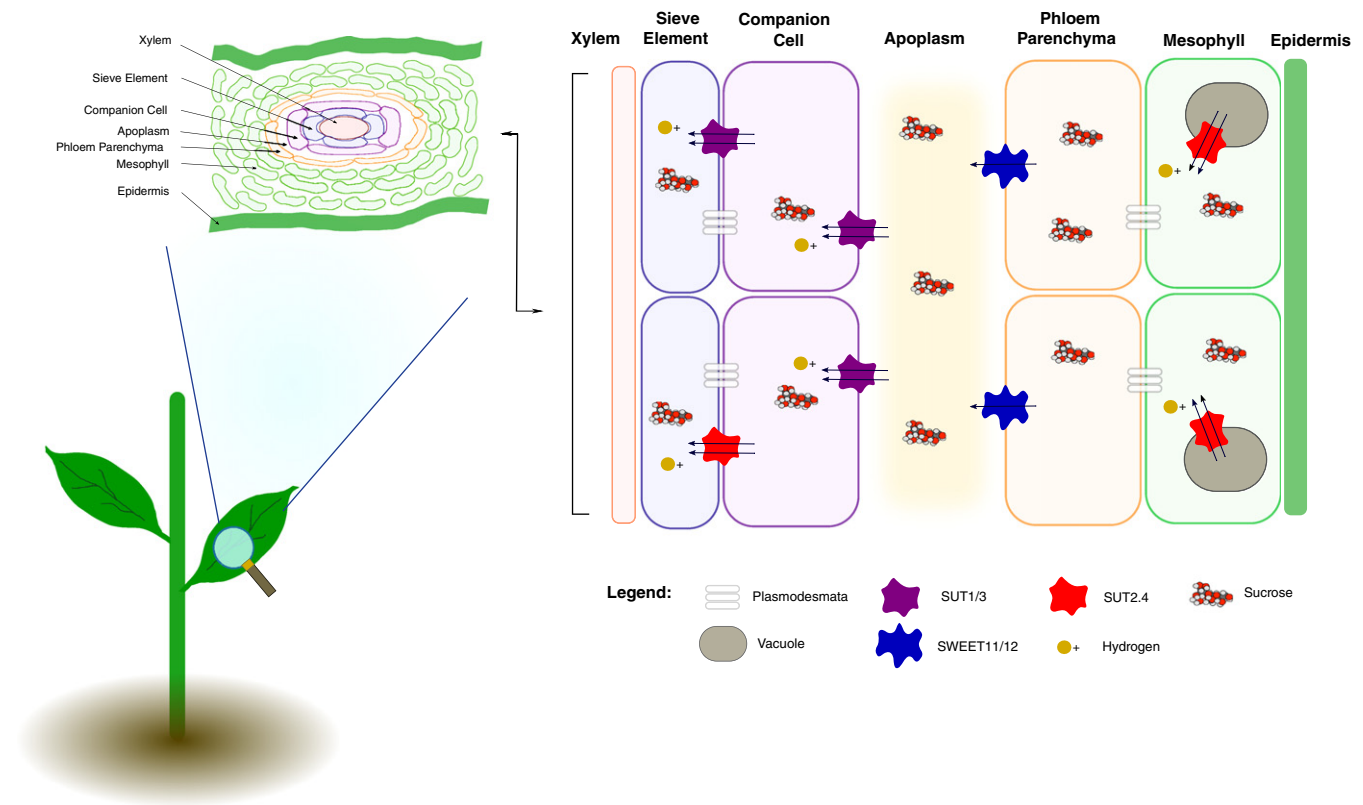 Xylem
Sieve Element
Companion Cell
Apoplasm
Phloem Parenchyma
Mesophyll
Epidermis
Xylem
Sieve
Element
Companion
Cell
Apoplasm
Phloem
Parenchyma
Mesophyll
Epidermis
+
+
+
+
+
+
Legend:
Plasmodesmata
SUT1/3
SUT2.4
Sucrose
Vacuole
SWEET11/12
+
Hydrogen